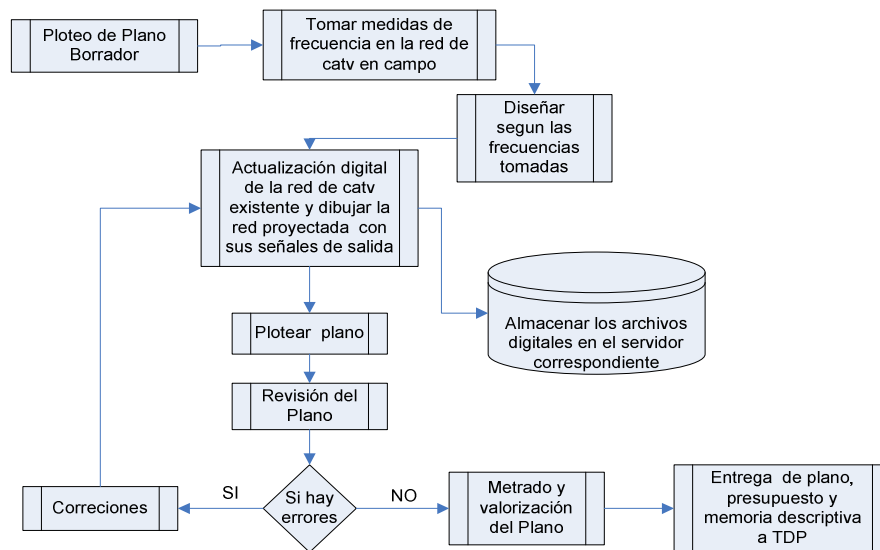 Ploteo de Plano
Borrador
Tomar medidas de
frecuencia en la red de
catv en campo
Diseñar
segun las
frecuencias
tomadas
Actualización digital
de la red de catv
existente y dibujar la
red proyectada con
sus señales de salida
Almacenar los archivos
digitales en el servidor
correspondiente
Plotear plano
Revisión del
Plano
Si hay
errores
SI
NO
Correciones
Metrado y
valorización
del Plano
Entrega de plano,
presupuesto y
memoria descriptiva
a TDP